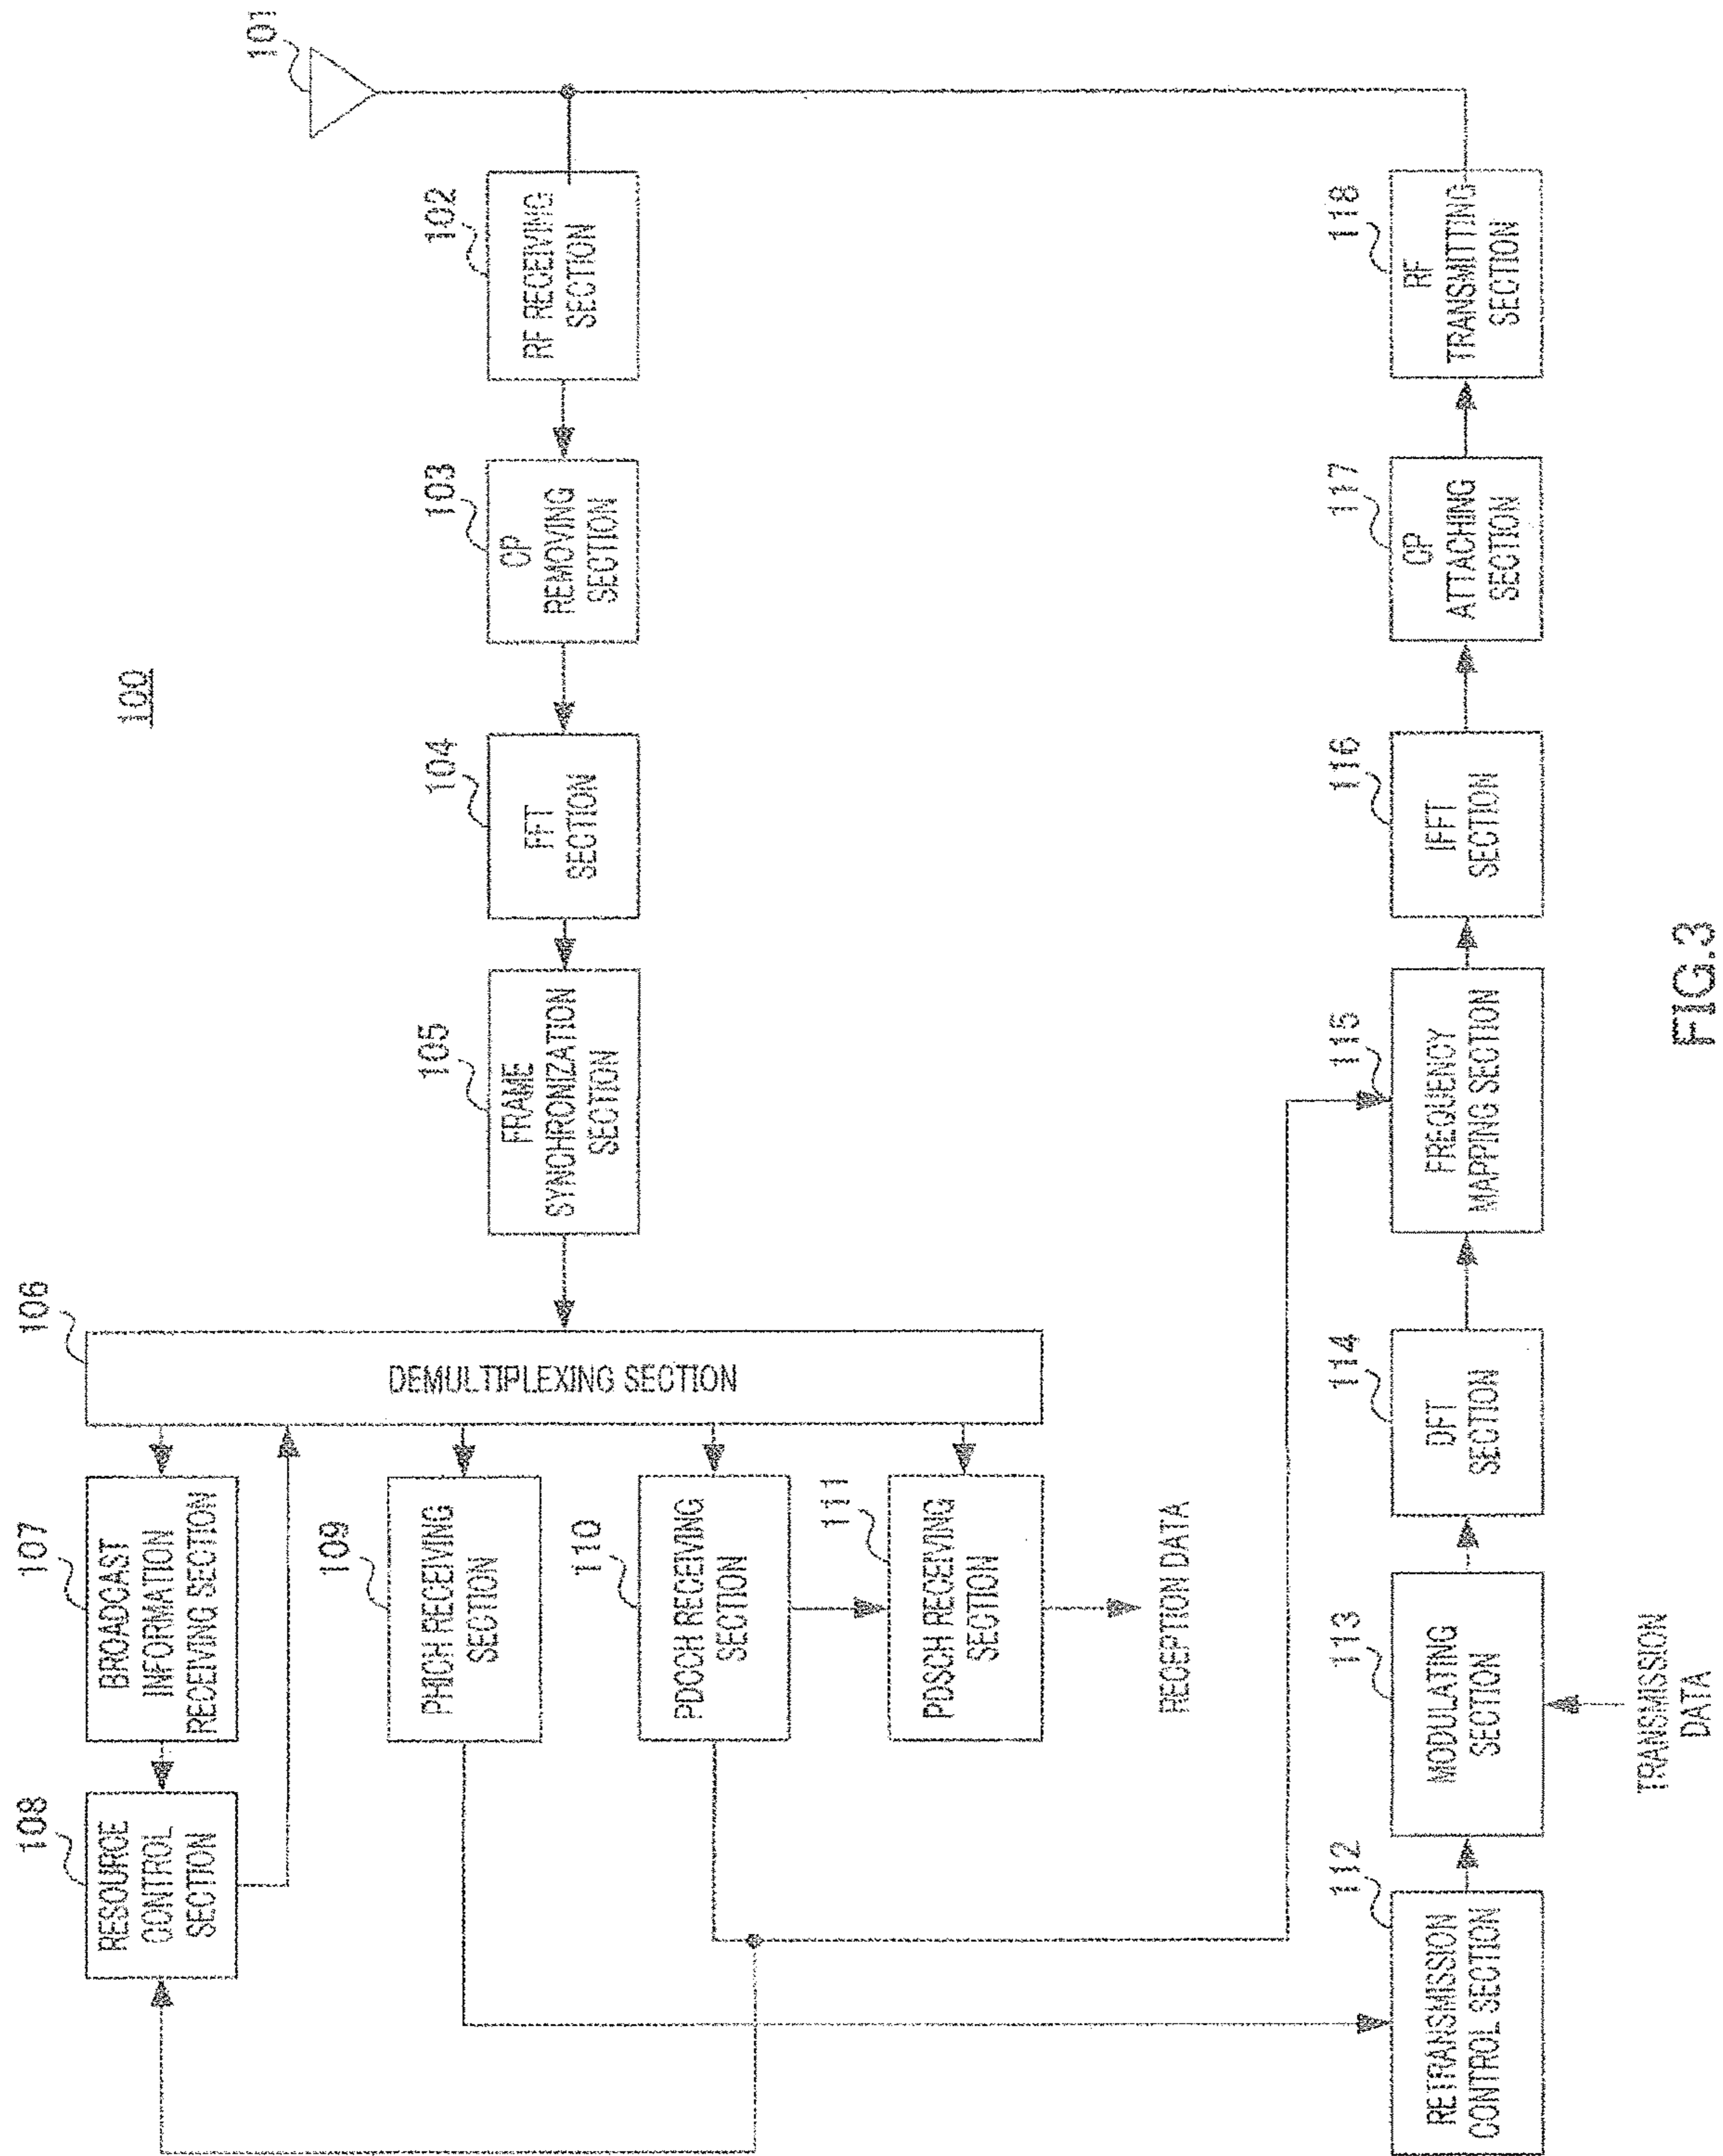 100
101
102
RF RECEIVING
SECTION
103
CP
REMOVING
SECTION
104
FFT
SECTION
105
FRAME
SYNCHRONIZATION
SECTION
106
DEMULTIPLEXING SECTION
107
BROADCAST
INFORMATION
RECEIVING SECTION
108
RESOURCE
CONTROL
SECTION
109
PHICH RECEIVING
SECTION
110
PDCCH RECEIVING
SECTION
111
PDSCH RECEIVING
SECTION
RECEPTION DATA
112
RETRANSMISSION
CONTROL SECTION
113
MODULATING
SECTION
TRANSMISSION
DATA
114
DFT
SECTION
115
FREQUENCY
MAPPING SECTION
116
IFFT
SECTION
117
CP
ATTACHING
SECTION
118
RF
TRANSMITTING
SECTION
FIG.3